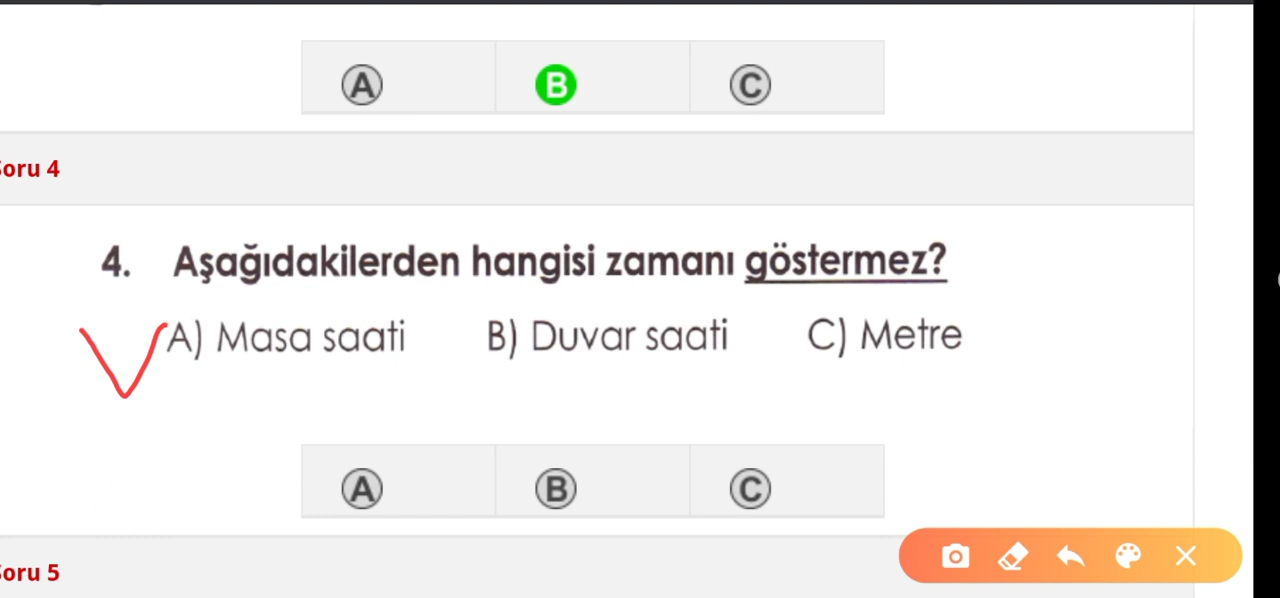 A B C
Soru 4
4. Aşağıdakilerden hangisi zamanı göstermez?
A) Masa saati B) Duvar saati C) Metre
A B C
Soru 5